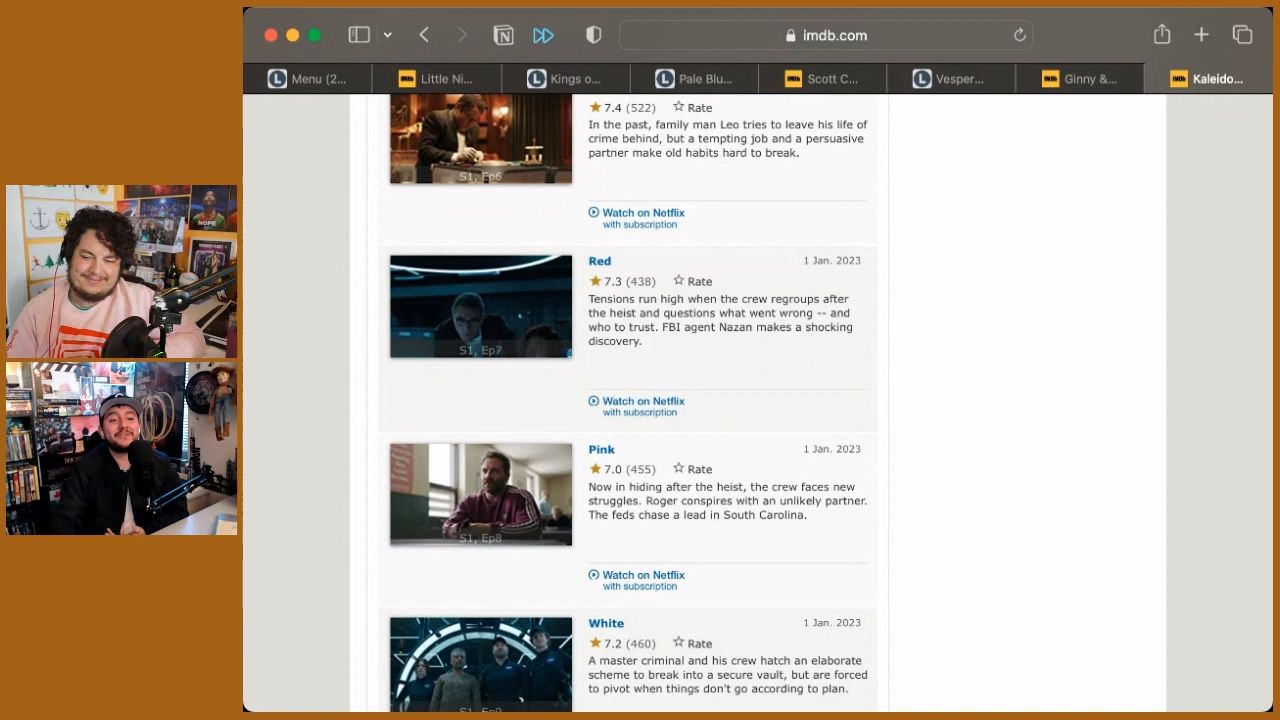 imdb.com
Menu (2...
Little Ni...
Kings o...
Pale Blu...
Scott C...
Vesper...
Ginny &...
Kaleido...
7.4 (522) Rate
In the past, family man Leo tries to leave his life of
crime behind, but a tempting job and a persuasive
partner make old habits hard to break.
S1, Ep6
Watch on Netflix
with subscription
Red 1 Jan. 2023
7.3 (438) Rate
Tensions run high when the crew regroups after
the heist and questions what went wrong -- and
who to trust. FBI agent Nazan makes a shocking
discovery.
S1, Ep7
Watch on Netflix
with subscription
Pink 1 Jan. 2023
7.0 (455) Rate
Now in hiding after the heist, the crew faces new
struggles. Roger conspires with an unlikely partner.
The feds chase a lead in South Carolina.
S1, Ep8
Watch on Netflix
with subscription
White 1 Jan. 2023
7.2 (460) Rate
A master criminal and his crew hatch an elaborate
scheme to break into a secure vault, but are forced
to pivot when things don't go according to plan.
S1, Ep9
NOPE